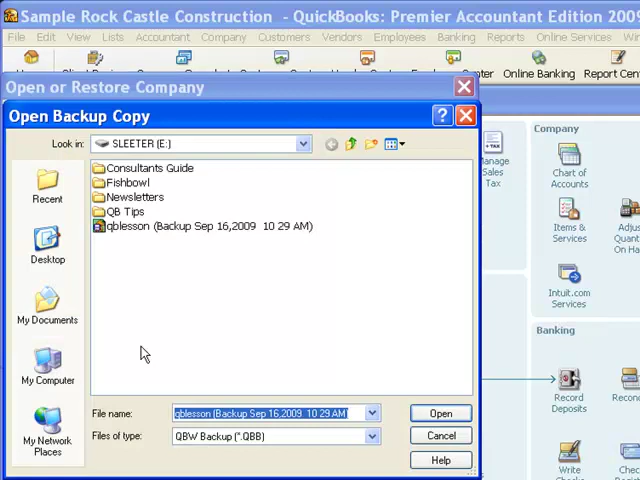 Sample Rock Castle Construction - QuickBooks: Premier Accountant Edition 2009
File Edit View Lists Accountant Company Customers Vendors Employees Banking Reports Online Services
Online Banking Report Cent
Open or Restore Company
Open Backup Copy
Look in: SLEETER (E:)
Consultants Guide
Fishbowl
Newsletters
QB Tips
qblesson (Backup Sep 16,2009 10 29 AM)
Recent
Desktop
My Documents
My Computer
My Network
Places
File name: qblesson (Backup Sep 16,2009 10 29 AM) Open
Files of type: QBW Backup (*.QBB) Cancel
Help
Company
Manage
Sales
Tax
Chart of
Accounts
Items &
Services
Adjus
Quant
On Ha
Intuit.com
Services
Banking
Record
Deposits
Recon
Write
Checks